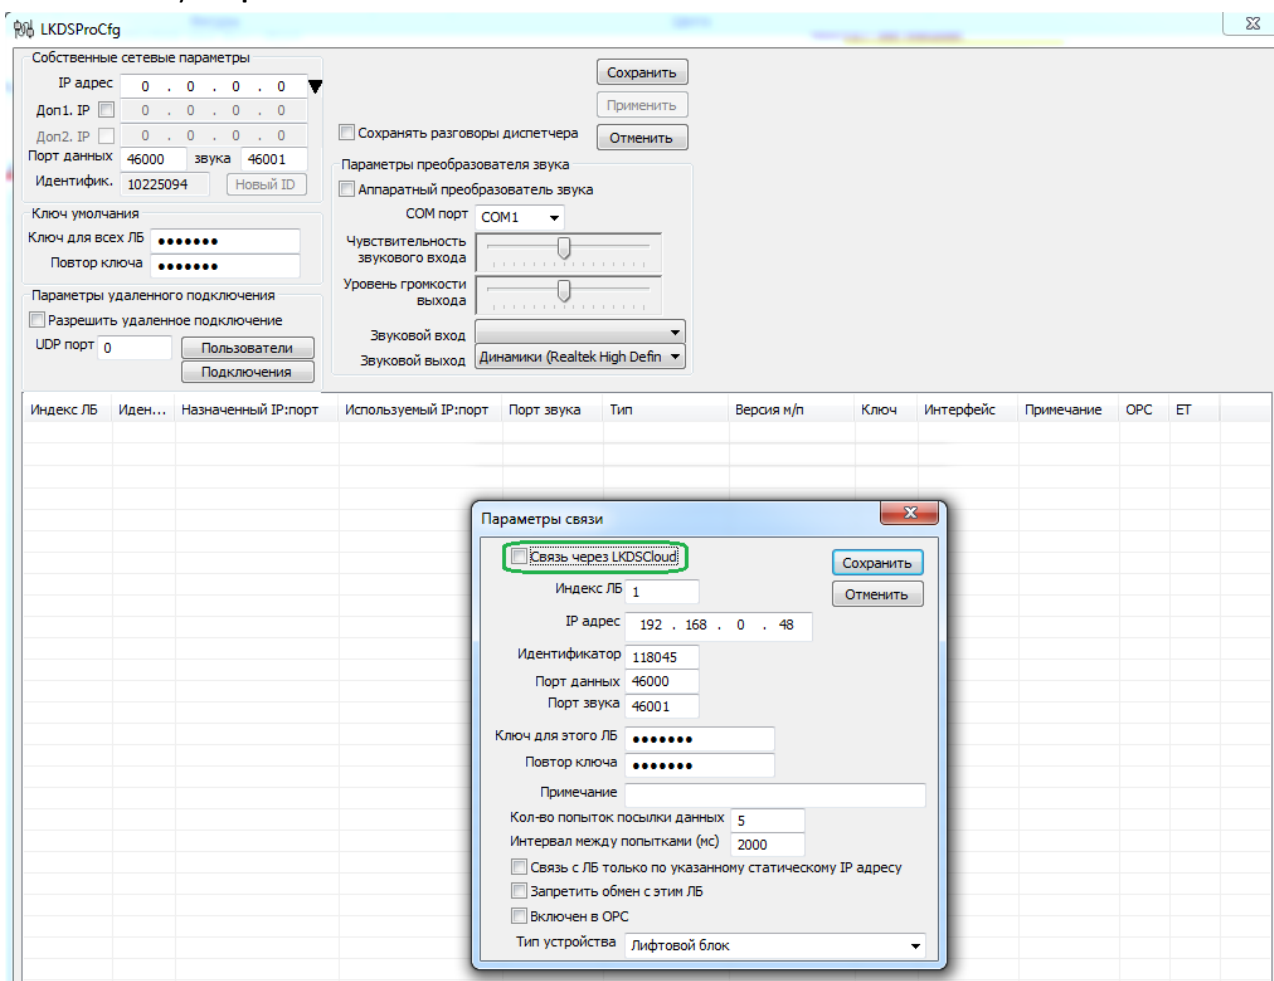 LKDSProCfg
Собственные сетевые параметры
IP адрес 0 . 0 . 0 . 0
Доп1. IP 0 . 0 . 0 . 0
Доп2. IP 0 . 0 . 0 . 0
Порт данных 46000 звука 46001
Идентифик. 10225094 Новый ID
Ключ умолчания
Ключ для всех ЛБ •••••••
Повтор ключа •••••••
Параметры удаленного подключения
Разрешить удаленное подключение
UDP порт 0 Пользователи
Подключения
Сохранить
Применить
Сохранять разговоры диспетчера Отменить
Параметры преобразователя звука
Аппаратный преобразователь звука
COM порт COM1
Чувствительность
звукового входа
Уровень громкости
выхода
Звуковой вход
Звуковой выход Динамики (Realtek High Defin
Индекс ЛБ Иден... Назначенный IP:порт Используемый IP:порт Порт звука Тип Версия м/п Ключ Интерфейс Примечание OPC ET
Параметры связи
Связь через LKDSCloud
Сохранить
Индекс ЛБ 1
Отменить
IP адрес 192 . 168 . 0 . 48
Идентификатор 118045
Порт данных 46000
Порт звука 46001
Ключ для этого ЛБ •••••••
Повтор ключа •••••••
Примечание
Кол-во попыток посылки данных 5
Интервал между попытками (мс) 2000
Связь с ЛБ только по указанному статическому IP адресу
Запретить обмен с этим ЛБ
Включен в OPC
Тип устройства Лифтовой блок